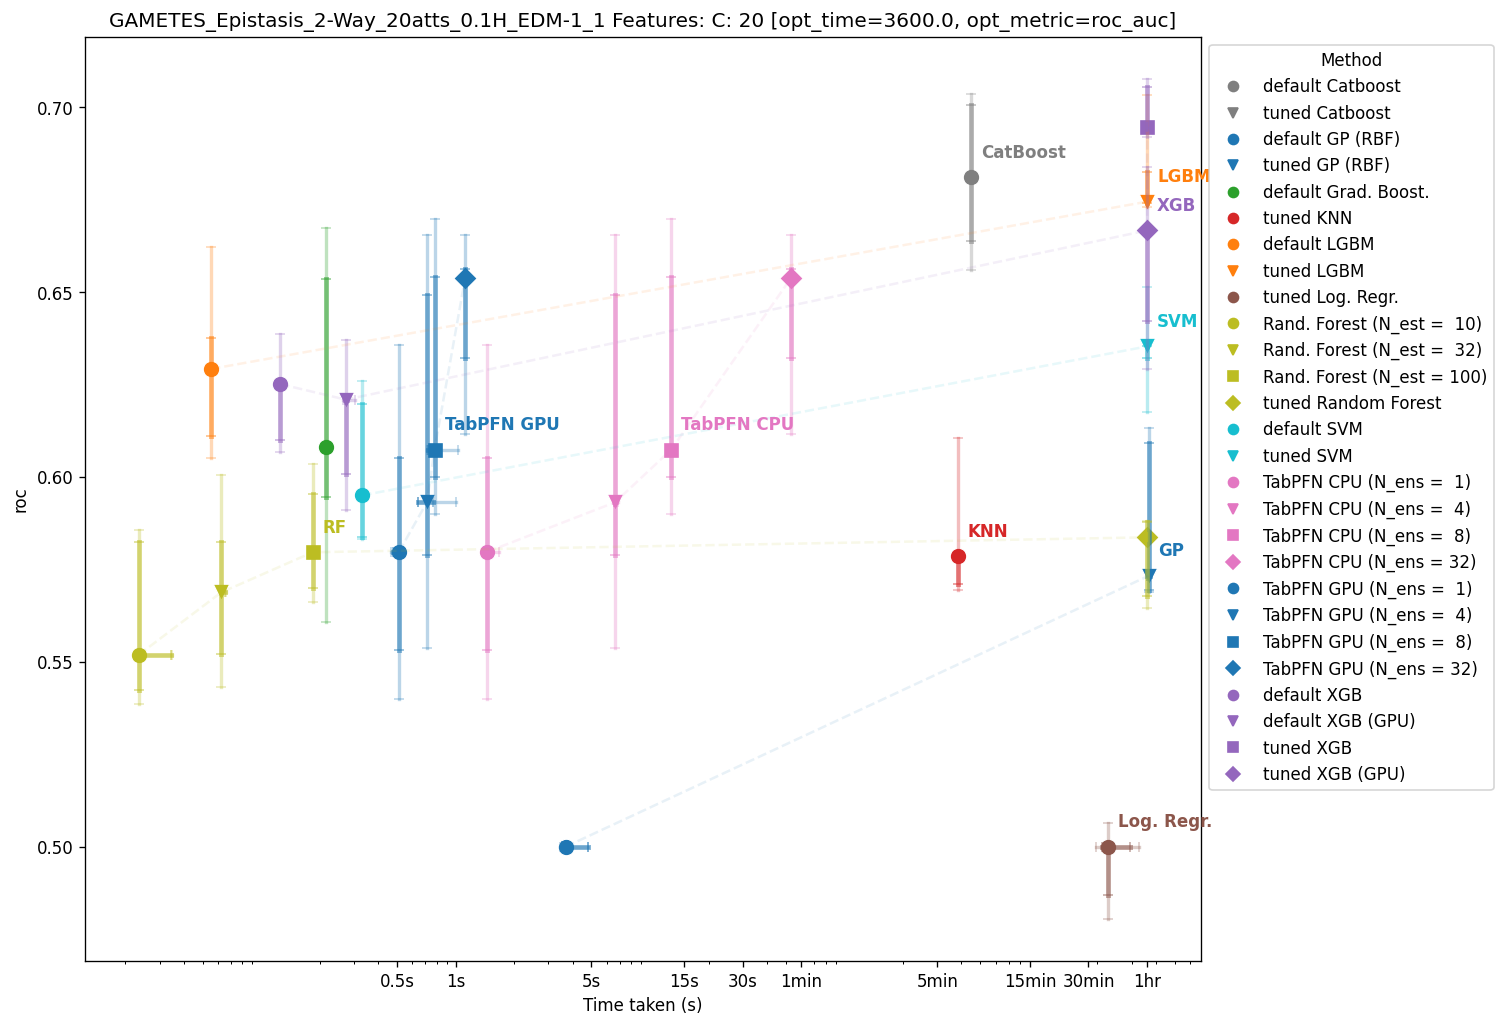 GAMETES_Epistasis_2-Way_20atts_0.1H_EDM-1_1 Features: C: 20 [opt_time=3600.0, opt_metric=roc_auc]
roc
0.70
0.65
0.60
0.55
0.50
CatBoost
LGBM
XGB
SVM
TabPFN GPU
TabPFN CPU
RF
KNN
GP
Log. Regr.
0.5s 1s 5s 15s 30s 1min 5min 15min 30min 1hr
Time taken (s)
Method
default Catboost
tuned Catboost
default GP (RBF)
tuned GP (RBF)
default Grad. Boost.
tuned KNN
default LGBM
tuned LGBM
tuned Log. Regr.
Rand. Forest (N_est =  10)
Rand. Forest (N_est =  32)
Rand. Forest (N_est = 100)
tuned Random Forest
default SVM
tuned SVM
TabPFN CPU (N_ens =  1)
TabPFN CPU (N_ens =  4)
TabPFN CPU (N_ens =  8)
TabPFN CPU (N_ens = 32)
TabPFN GPU (N_ens =  1)
TabPFN GPU (N_ens =  4)
TabPFN GPU (N_ens =  8)
TabPFN GPU (N_ens = 32)
default XGB
default XGB (GPU)
tuned XGB
tuned XGB (GPU)